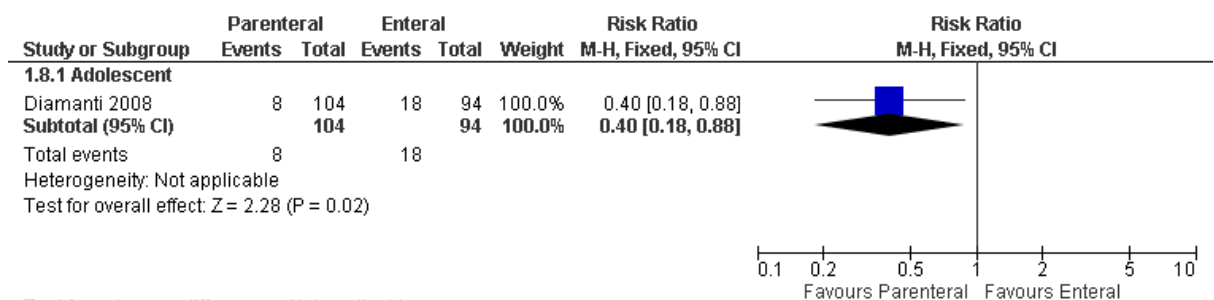 Parenteral Enteral Risk Ratio Risk Ratio
Study or Subgroup Events Total Events Total Weight M-H, Fixed, 95% CI M-H, Fixed, 95% CI
1.8.1 Adolescent
Diamanti 2008 8 104 18 94 100.0% 0.40 [0.18, 0.88]
Subtotal (95% CI) 104 94 100.0% 0.40 [0.18, 0.88]
Total events 8 18
Heterogeneity: Not applicable
Test for overall effect: Z = 2.28 (P = 0.02)
0.1 0.2 0.5 1 2 5 10
Favours Parenteral Favours Enteral